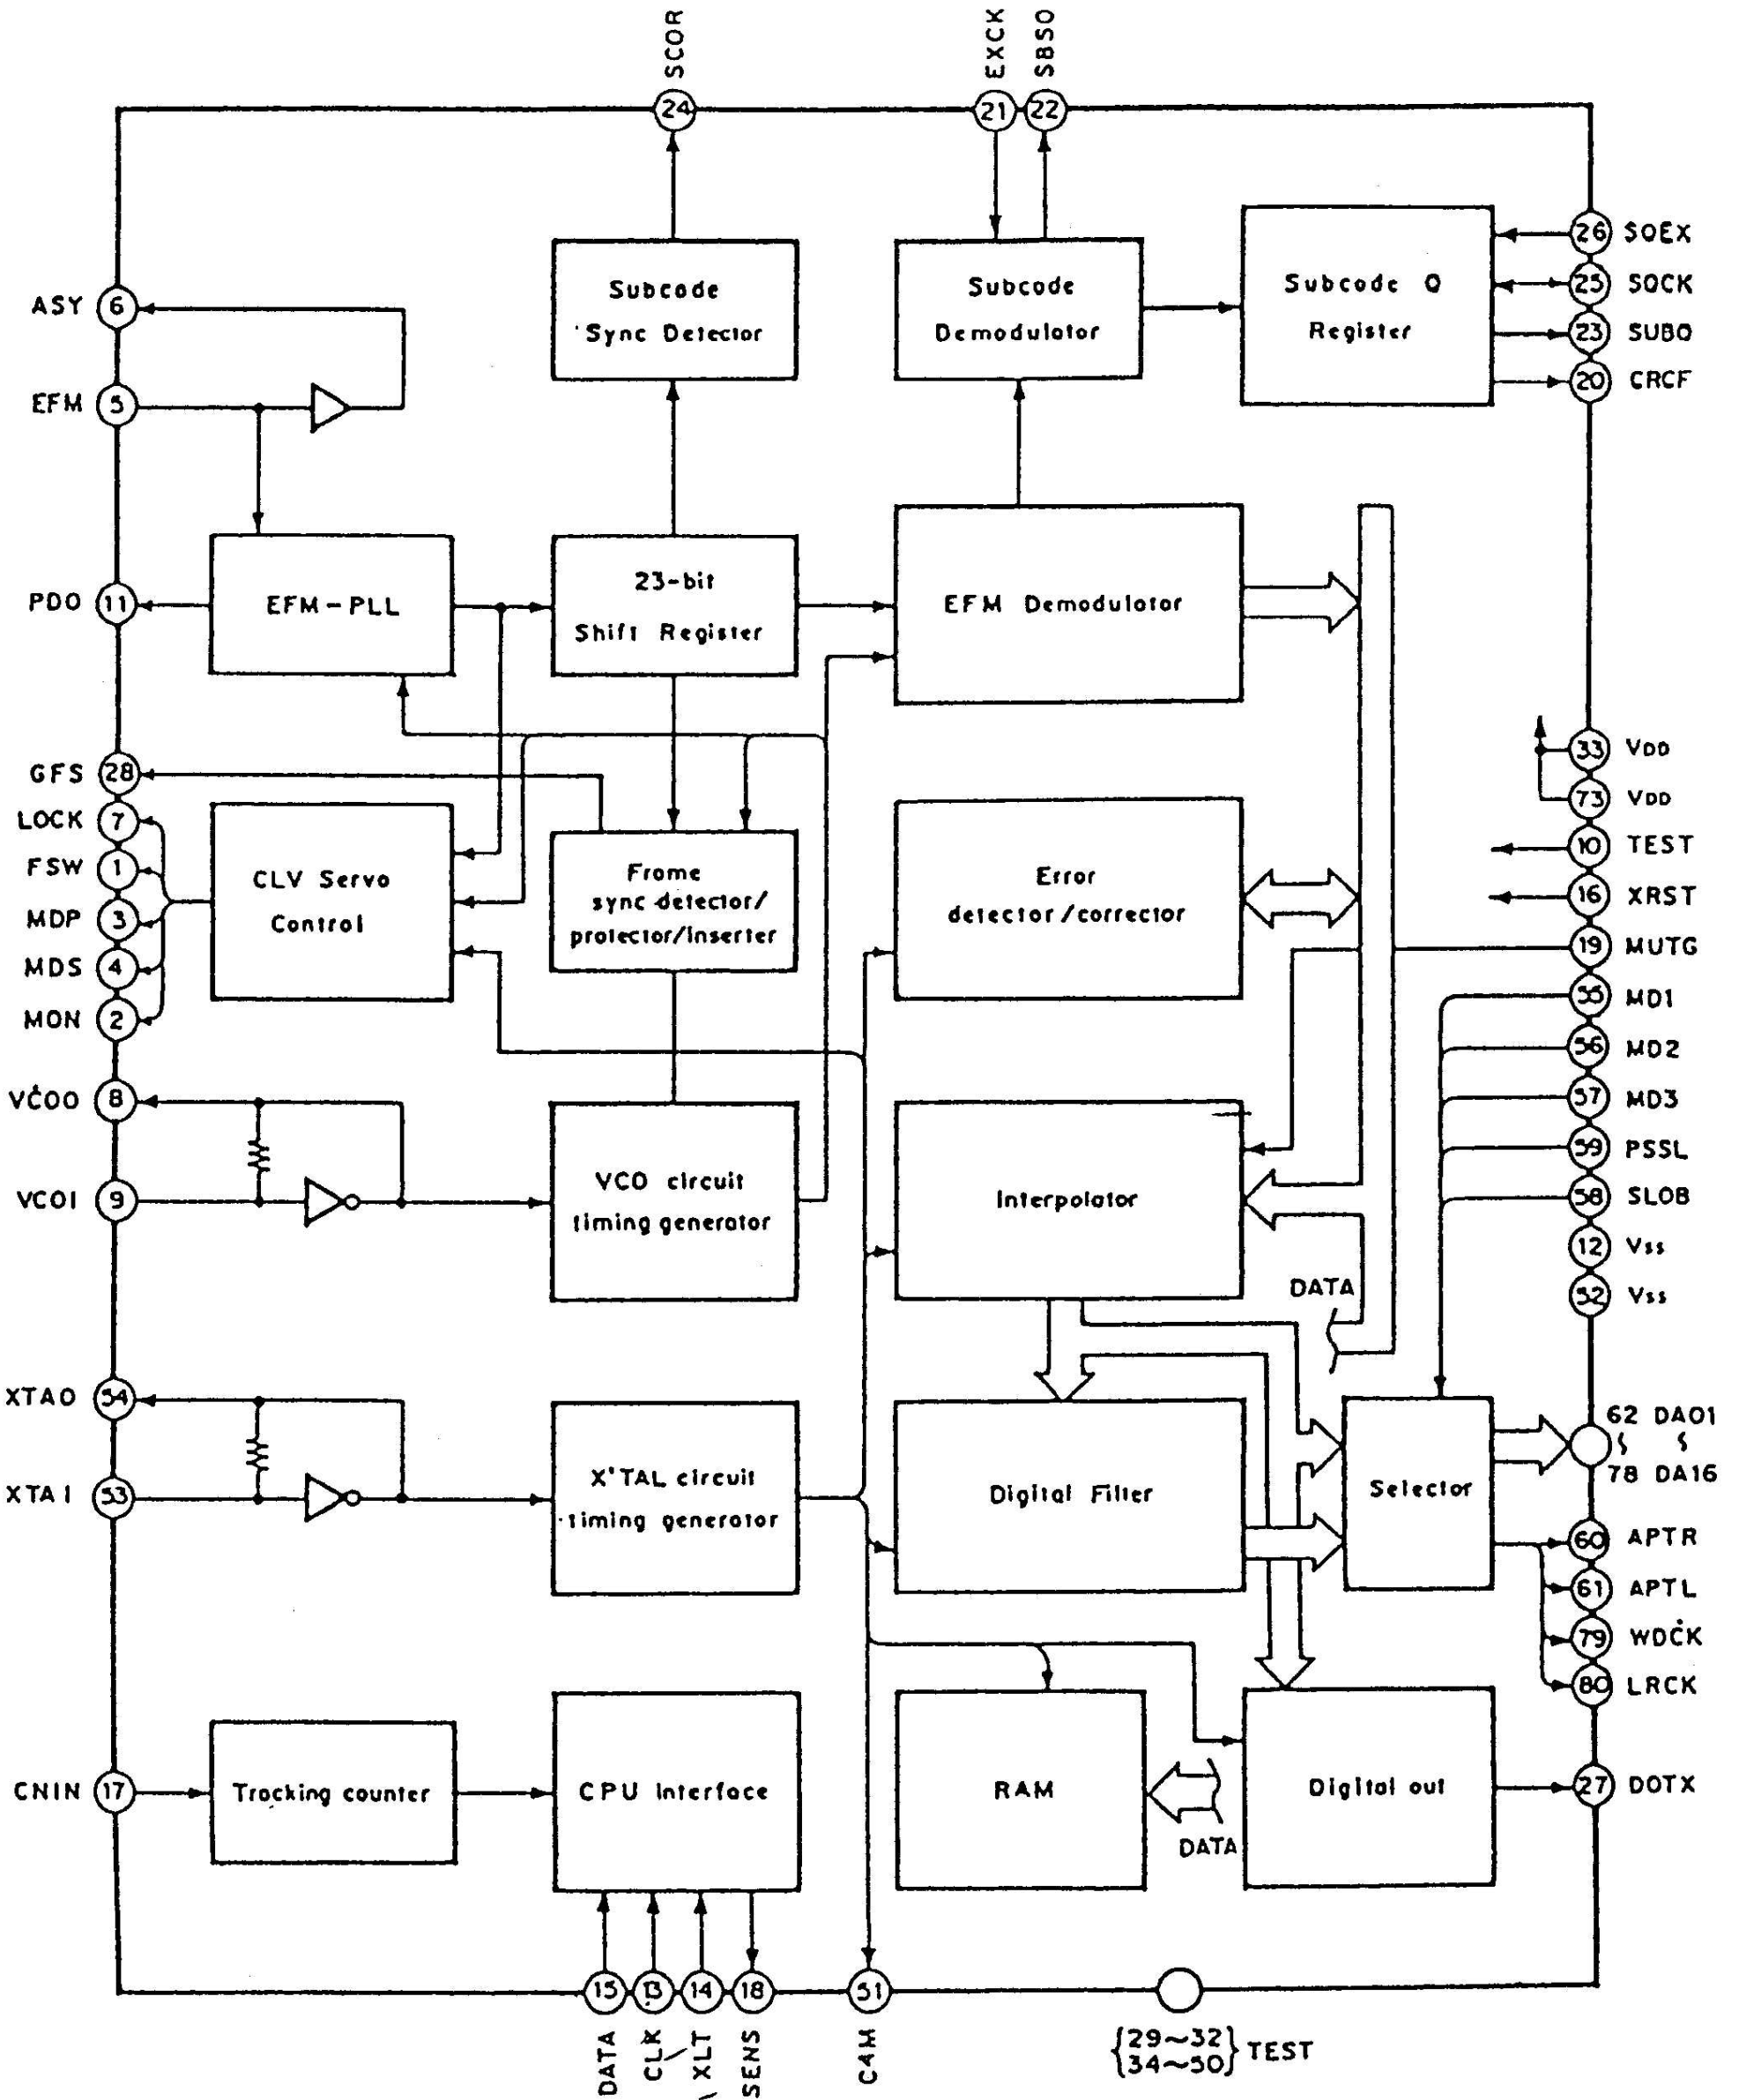 SCOR
EXCK
SBSO
24
21
22
ASY 6
EFM 5
PDO 11
GFS 28
LOCK 7
FSW 1
MDP 3
MDS 4
MON 2
VCOO 8
VCOI 9
XTAO 54
XTAI 53
CNIN 17
Subcode
Sync Detector
Subcode
Demodulator
Subcode Q
Register
26 SQEX
25 SQCK
23 SUBQ
20 CRCF
EFM-PLL
23-bit
Shift Register
EFM Demodulator
33 VDD
73 VDD
10 TEST
16 XRST
19 MUTG
55 MD1
56 MD2
57 MD3
59 PSSL
58 SLOB
12 Vss
52 Vss
CLV Servo
Control
Frame
sync detector/
protector/inserter
Error
detector/corrector
VCO circuit
timing generator
Interpolator
DATA
X'TAL circuit
timing generator
Digital Filter
Selector
62 DA01
78 DA16
60 APTR
61 APTL
79 WDCK
80 LRCK
27 DOTX
Tracking counter
CPU Interface
RAM
DATA
Digital out
15
13
14
18
51
DATA
CLK
XLT
SENS
C4M
{29~32
34~50} TEST